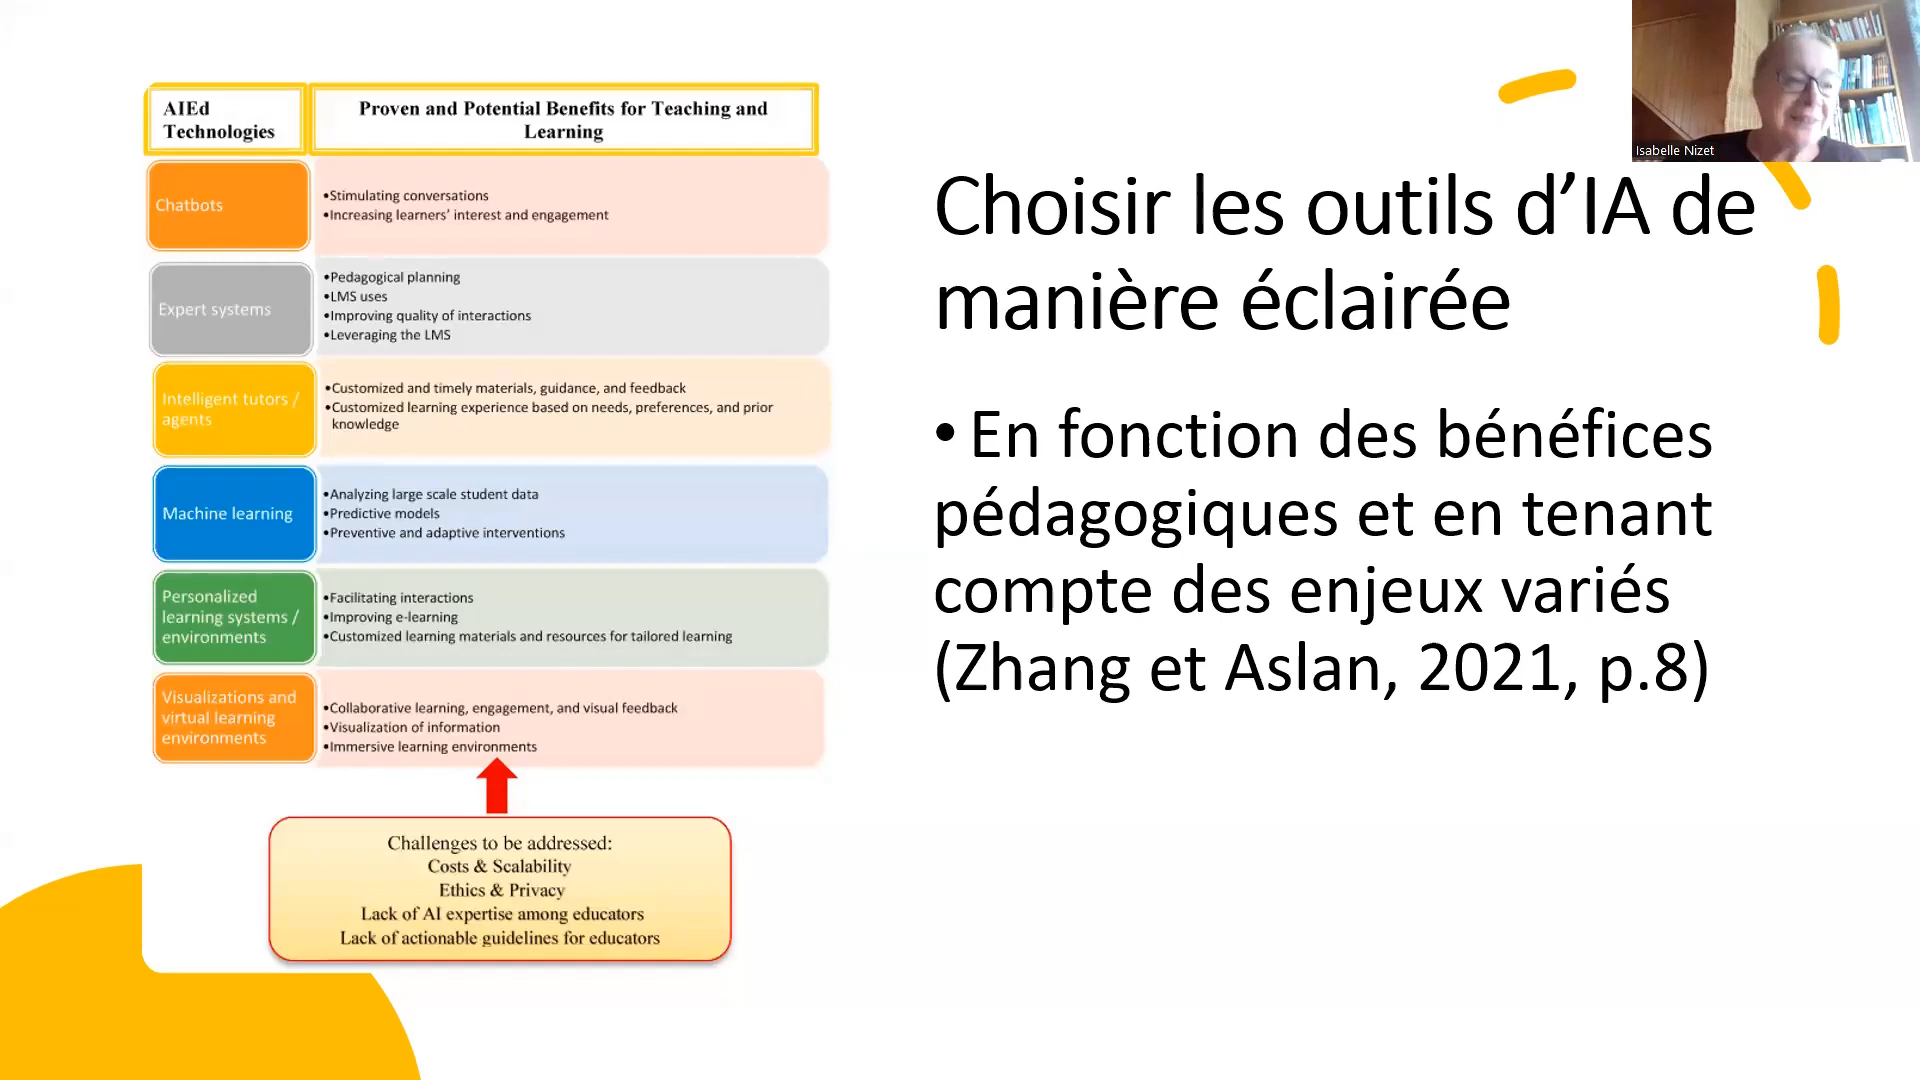 AIEd
Technologies
Proven and Potential Benefits for Teaching and
Learning
Chatbots
•Stimulating conversations
•Increasing learners' interest and engagement
Expert systems
•Pedagogical planning
•LMS uses
•Improving quality of interactions
•Leveraging the LMS
Intelligent tutors /
agents
•Customized and timely materials, guidance, and feedback
•Customized learning experience based on needs, preferences, and prior
knowledge
Machine learning
•Analyzing large scale student data
•Predictive models
•Preventive and adaptive interventions
Personalized
learning systems /
environments
•Facilitating interactions
•Improving e-learning
•Customized learning materials and resources for tailored learning
Visualizations and
virtual learning
environments
•Collaborative learning, engagement, and visual feedback
•Visualization of information
•Immersive learning environments
Challenges to be addressed:
Costs & Scalability
Ethics & Privacy
Lack of AI expertise among educators
Lack of actionable guidelines for educators
Isabelle Nizet
Choisir les outils d’IA de
manière éclairée
• En fonction des bénéfices
pédagogiques et en tenant
compte des enjeux variés
(Zhang et Aslan, 2021, p.8)